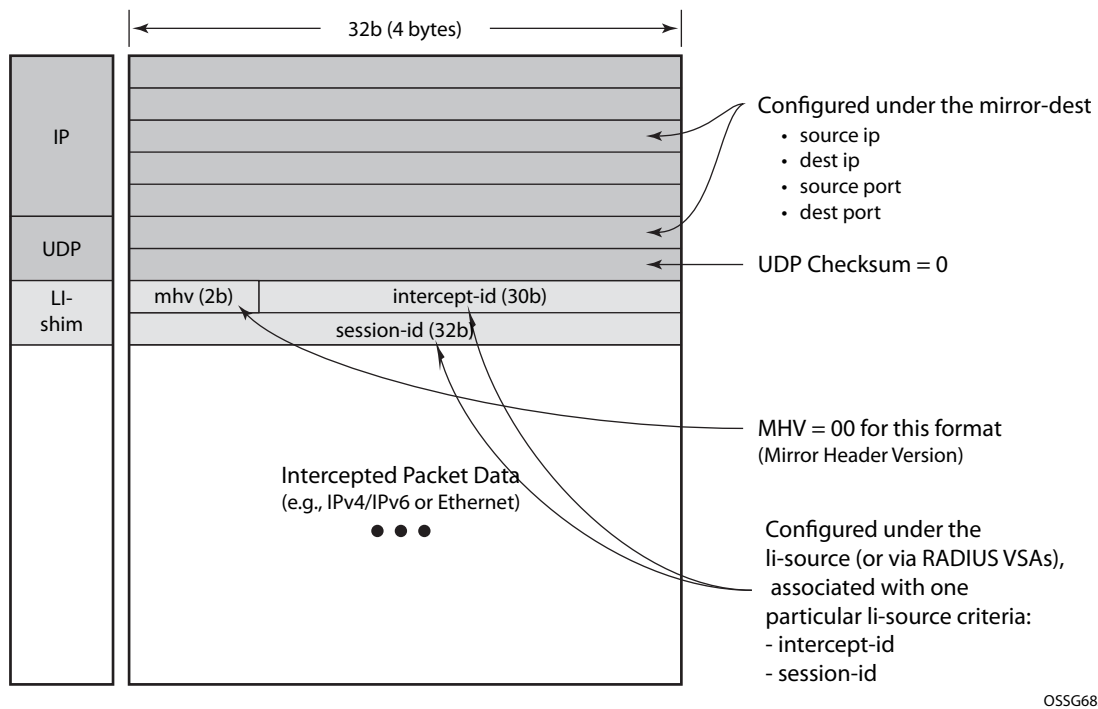 32b (4 bytes)
IP
Configured under the mirror-dest
• source ip
• dest ip
• source port
• dest port
UDP
UDP Checksum = 0
LI-
shim
mhv (2b)
intercept-id (30b)
session-id (32b)
MHV = 00 for this format
(Mirror Header Version)
Intercepted Packet Data
(e.g., IPv4/IPv6 or Ethernet)
Configured under the
li-source (or via RADIUS VSAs),
associated with one
particular li-source criteria:
- intercept-id
- session-id
OSSG68